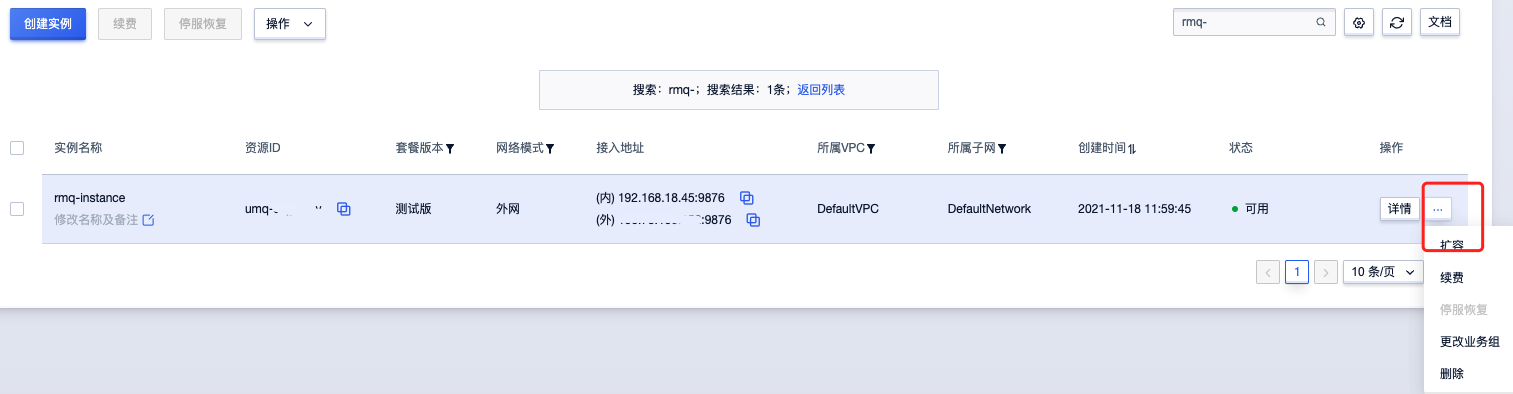 创建实例 续费 停服恢复 操作 rmq- 文档
搜索：rmq-；搜索结果：1条；返回列表
实例名称 资源ID 套餐版本 网络模式 接入地址 所属VPC 所属子网 创建时间 状态 操作
rmq-instance
修改名称及备注
umq-
测试版
外网
(内) 192.168.18.45:9876
(外) :9876
DefaultVPC
DefaultNetwork
2021-11-18 11:59:45
可用
详情 ...
1 10 条/页
扩容
续费
停服恢复
更改业务组
删除